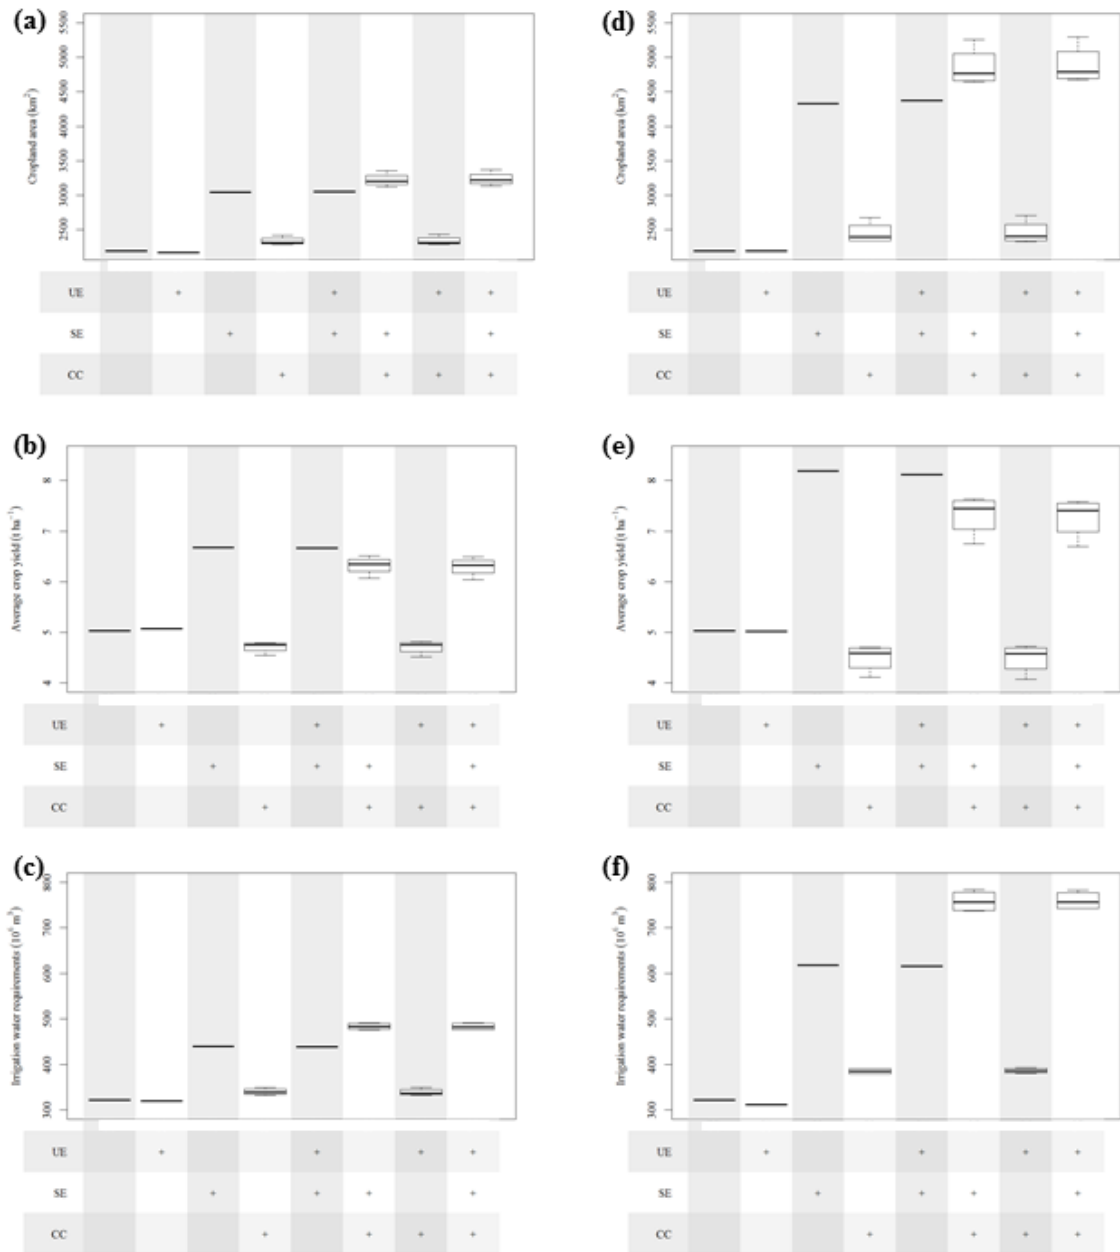 (a)
Cropland area (km²)
5500
5000
4500
4000
3500
3000
2500
UE + + + +
SE + + + +
CC + + + +
(d)
Cropland area (km²)
5500
5000
4500
4000
3500
3000
2500
UE + + + +
SE + + + +
CC + + + +
(b)
Average crop yield (t ha⁻¹)
8
7
6
5
4
UE + + + +
SE + + + +
CC + + + +
(e)
Average crop yield (t ha⁻¹)
8
7
6
5
4
UE + + + +
SE + + + +
CC + + + +
(c)
Irrigation water requirements (10⁶ m³)
800
700
600
500
400
300
UE + + + +
SE + + + +
CC + + + +
(f)
Irrigation water requirements (10⁶ m³)
800
700
600
500
400
300
UE + + + +
SE + + + +
CC + + + +